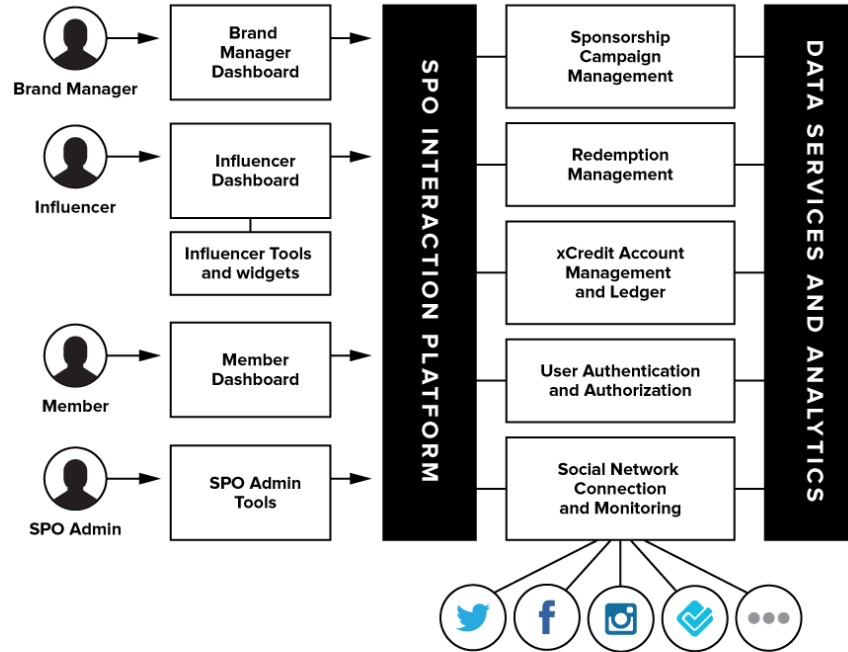 Brand Manager
Brand
Manager
Dashboard
Influencer
Influencer
Dashboard
Influencer Tools
and widgets
Member
Member
Dashboard
SPO Admin
SPO Admin
Tools
SPO INTERACTION PLATFORM
Sponsorship
Campaign
Management
Redemption
Management
xCredit Account
Management
and Ledger
User Authentication
and Authorization
Social Network
Connection
and Monitoring
DATA SERVICES AND ANALYTICS